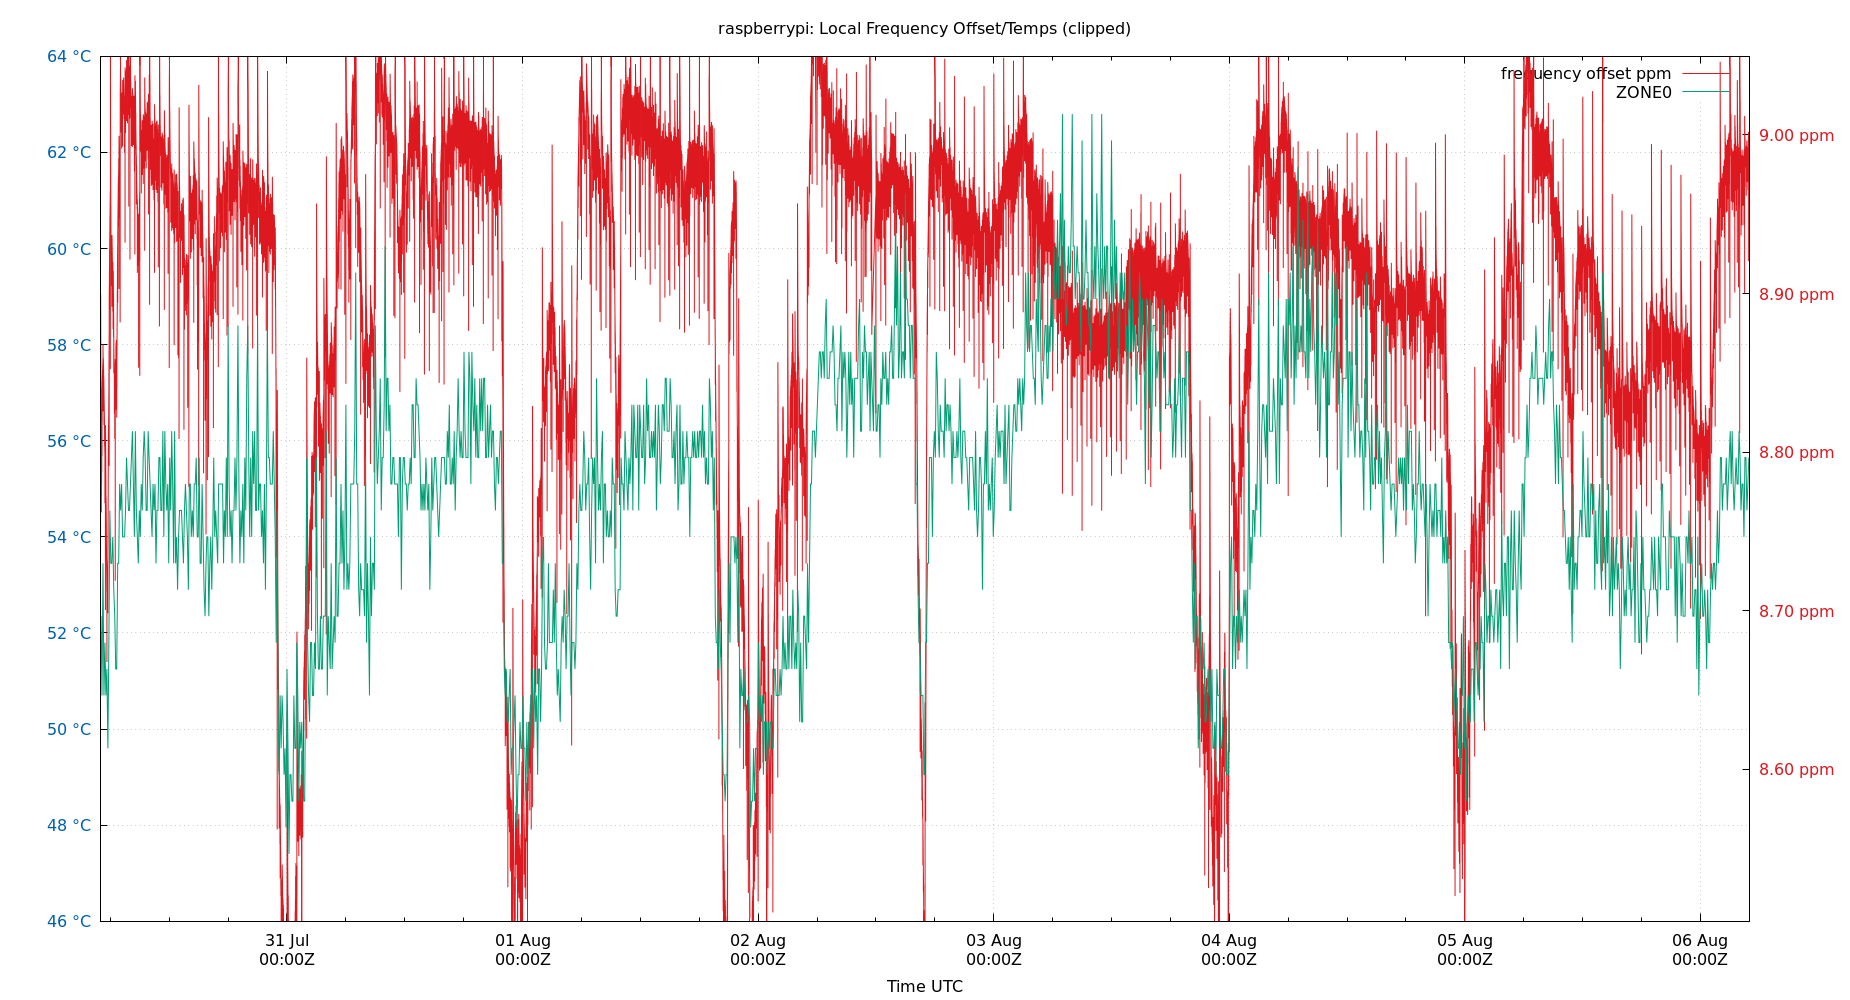 raspberrypi: Local Frequency Offset/Temps (clipped)
frequency offset ppm
ZONE0
64 °C
62 °C
60 °C
58 °C
56 °C
54 °C
52 °C
50 °C
48 °C
46 °C
9.00 ppm
8.90 ppm
8.80 ppm
8.70 ppm
8.60 ppm
31 Jul
00:00Z
01 Aug
00:00Z
02 Aug
00:00Z
03 Aug
00:00Z
04 Aug
00:00Z
05 Aug
00:00Z
06 Aug
00:00Z
Time UTC